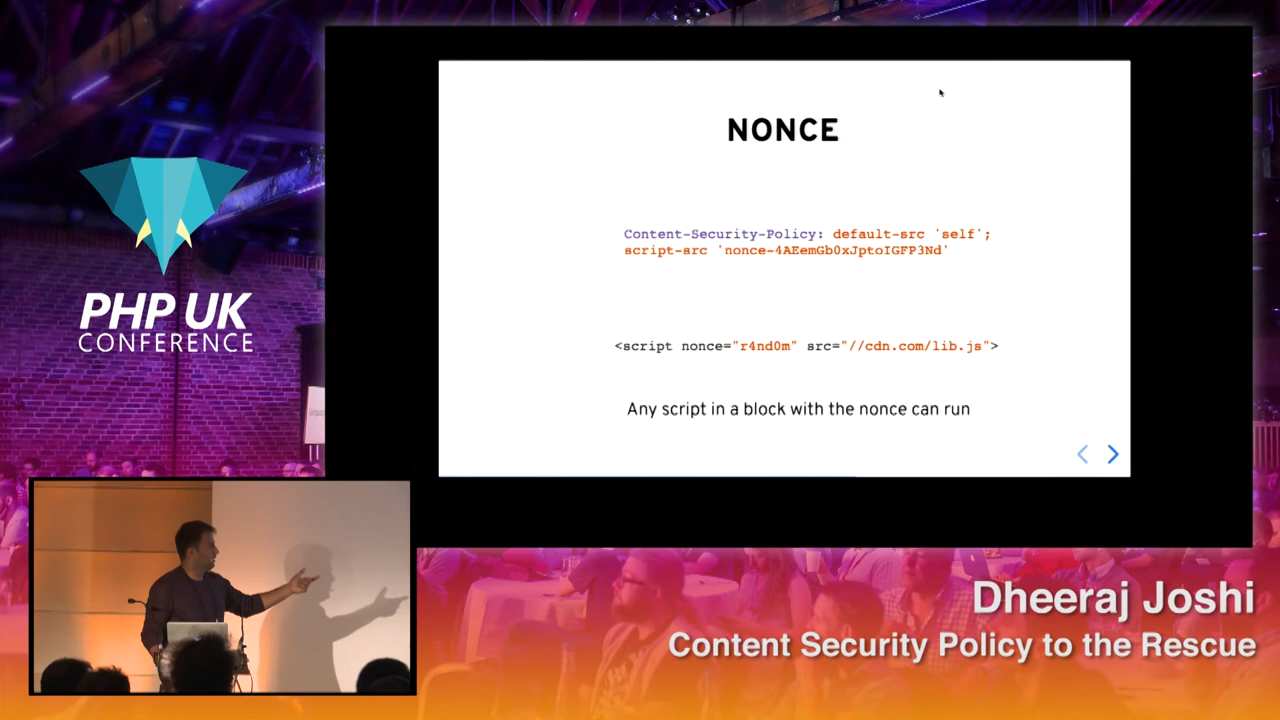 NONCE
Content-Security-Policy: default-src 'self';
script-src 'nonce-4AEemGb0xJptoIGFP3Nd'
<script nonce="r4nd0m" src="//cdn.com/lib.js">
Any script in a block with the nonce can run
PHP UK
CONFERENCE
Dheeraj Joshi
Content Security Policy to the Rescue